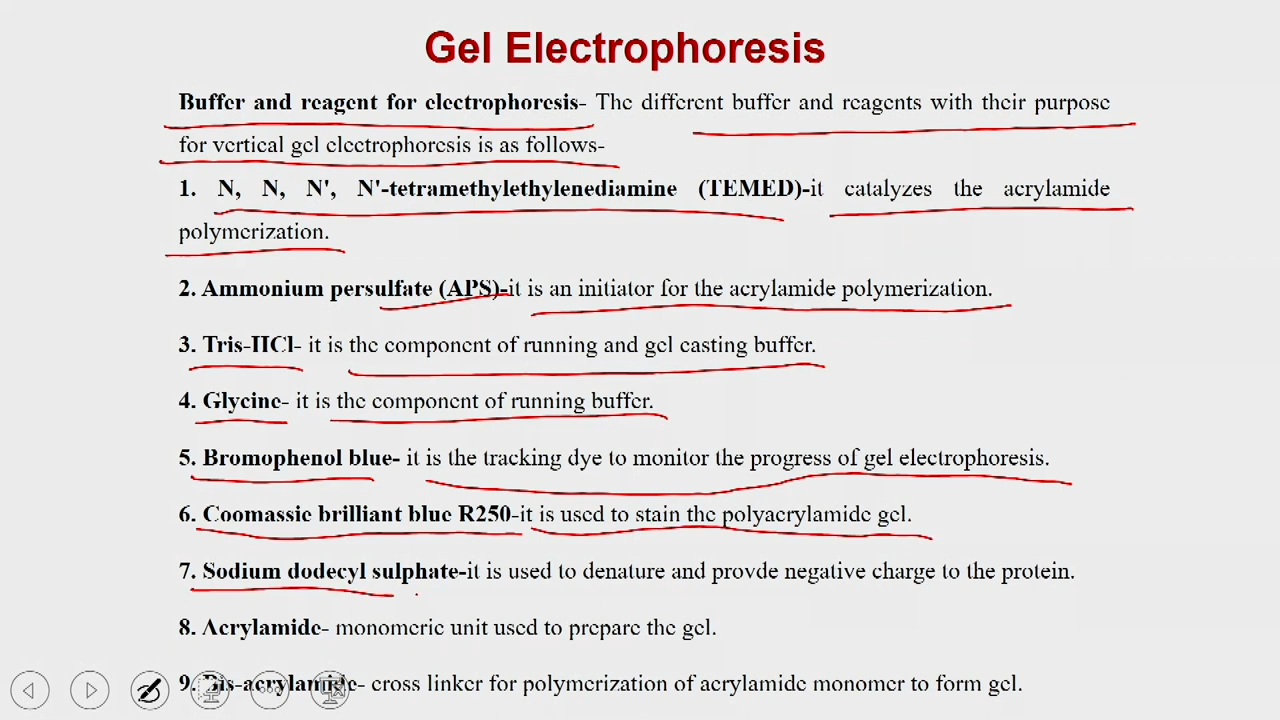 Gel Electrophoresis
Buffer and reagent for electrophoresis- The different buffer and reagents with their purpose
for vertical gel electrophoresis is as follows-
1. N, N, N', N'-tetramethylethylenediamine (TEMED)-it catalyzes the acrylamide
polymerization.
2. Ammonium persulfate (APS)-it is an initiator for the acrylamide polymerization.
3. Tris-HCl- it is the component of running and gel casting buffer.
4. Glycine- it is the component of running buffer.
5. Bromophenol blue- it is the tracking dye to monitor the progress of gel electrophoresis.
6. Coomassie brilliant blue R250-it is used to stain the polyacrylamide gel.
7. Sodium dodecyl sulphate-it is used to denature and provde negative charge to the protein.
8. Acrylamide- monomeric unit used to prepare the gel.
9. Bis-acrylamide- cross linker for polymerization of acrylamide monomer to form gel.